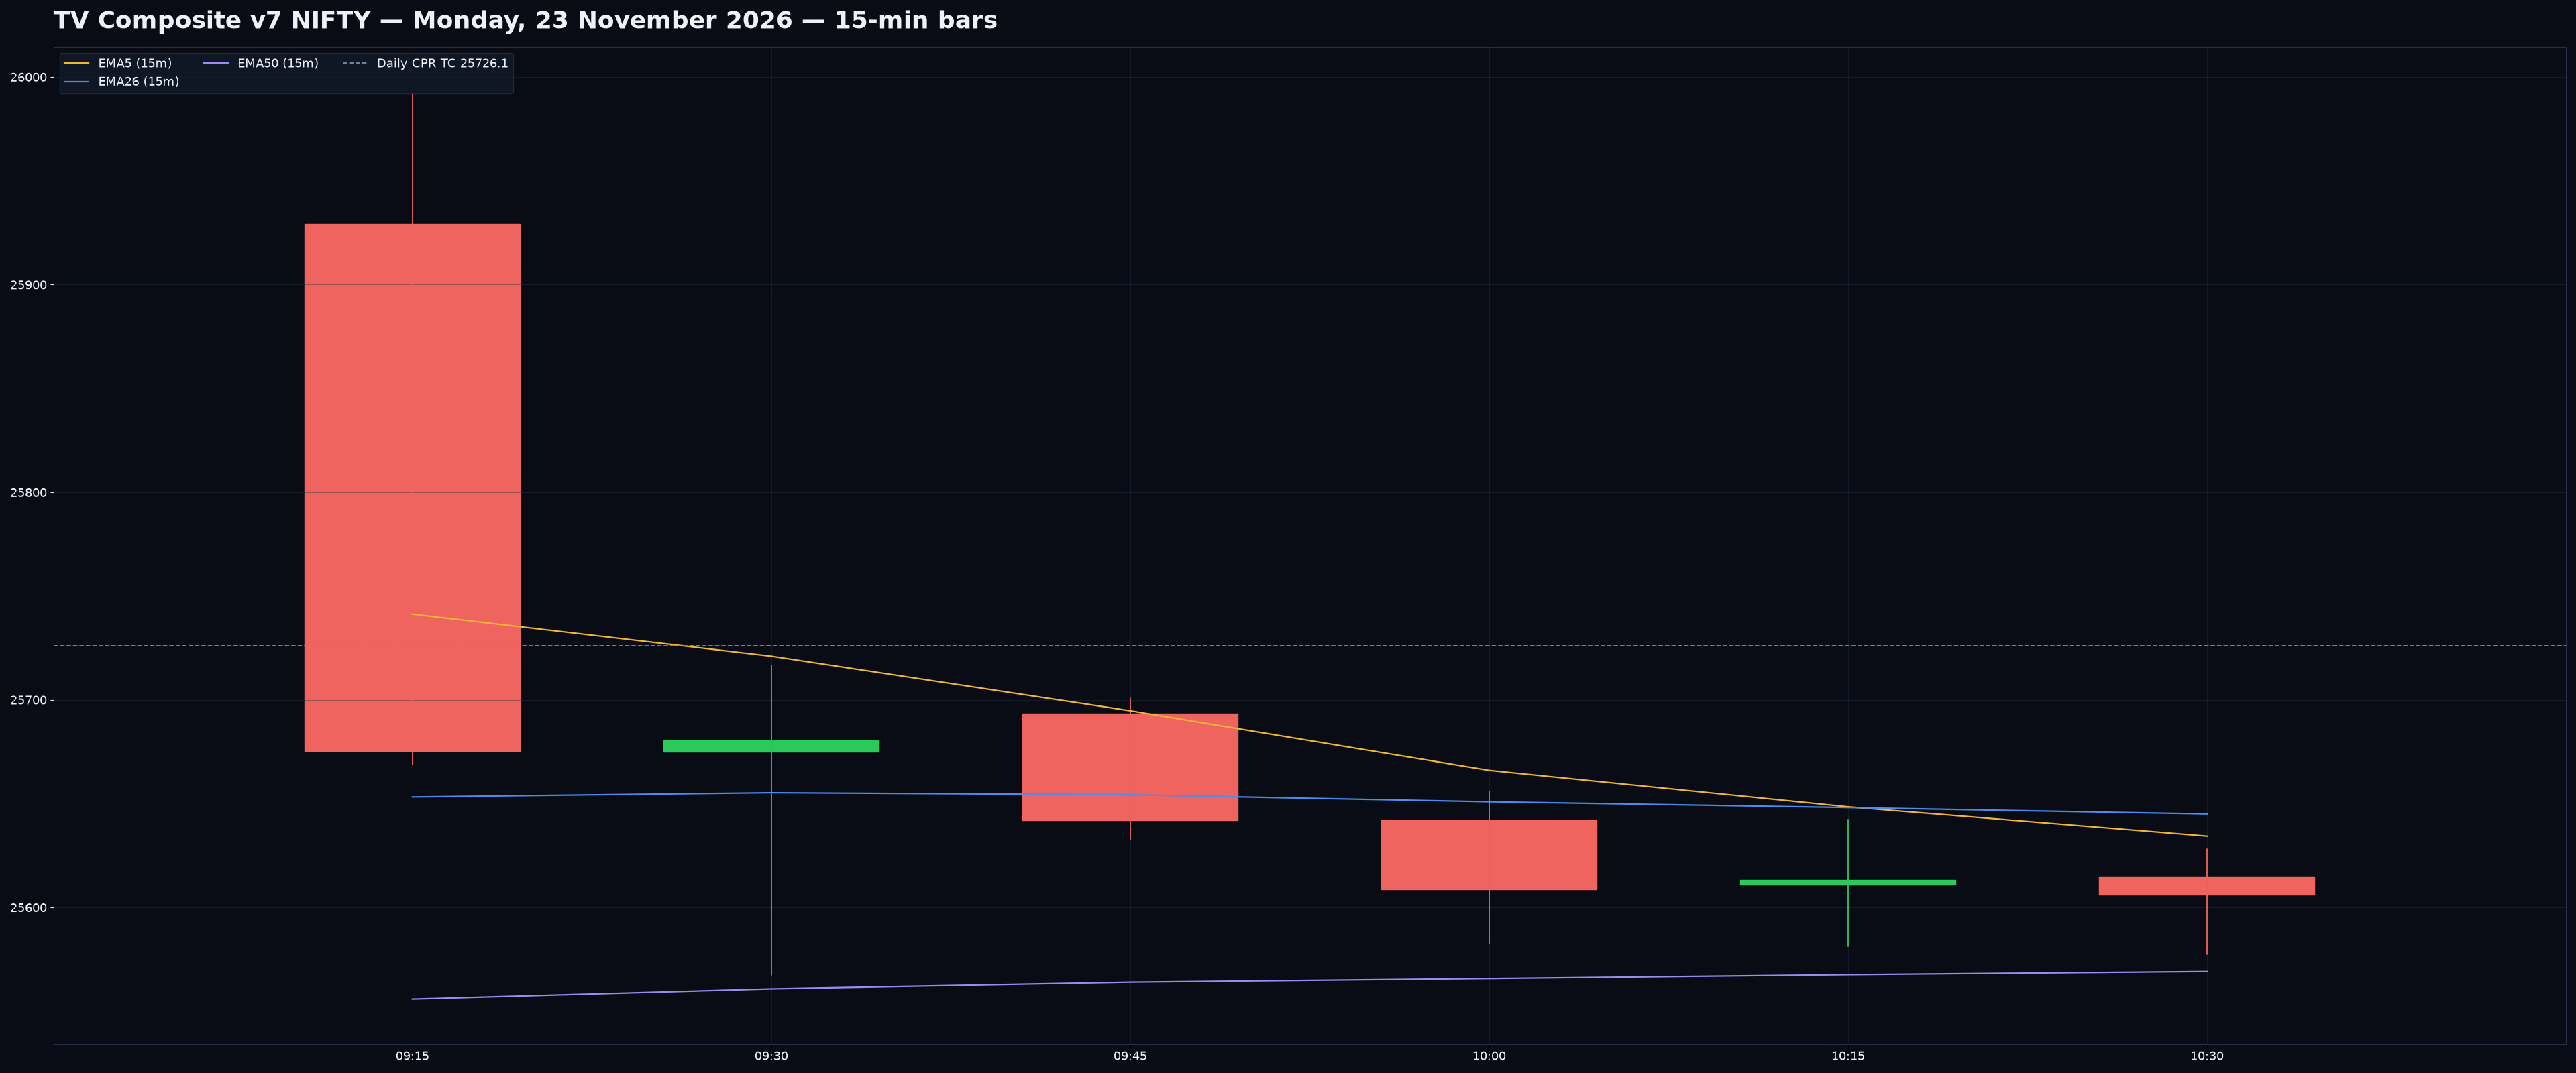 TV Composite v7 NIFTY — Monday, 23 November 2026 — 15-min bars
EMA5 (15m) EMA50 (15m) Daily CPR TC 25726.1
EMA26 (15m)
26000
25900
25800
25700
25600
09:15 09:30 09:45 10:00 10:15 10:30